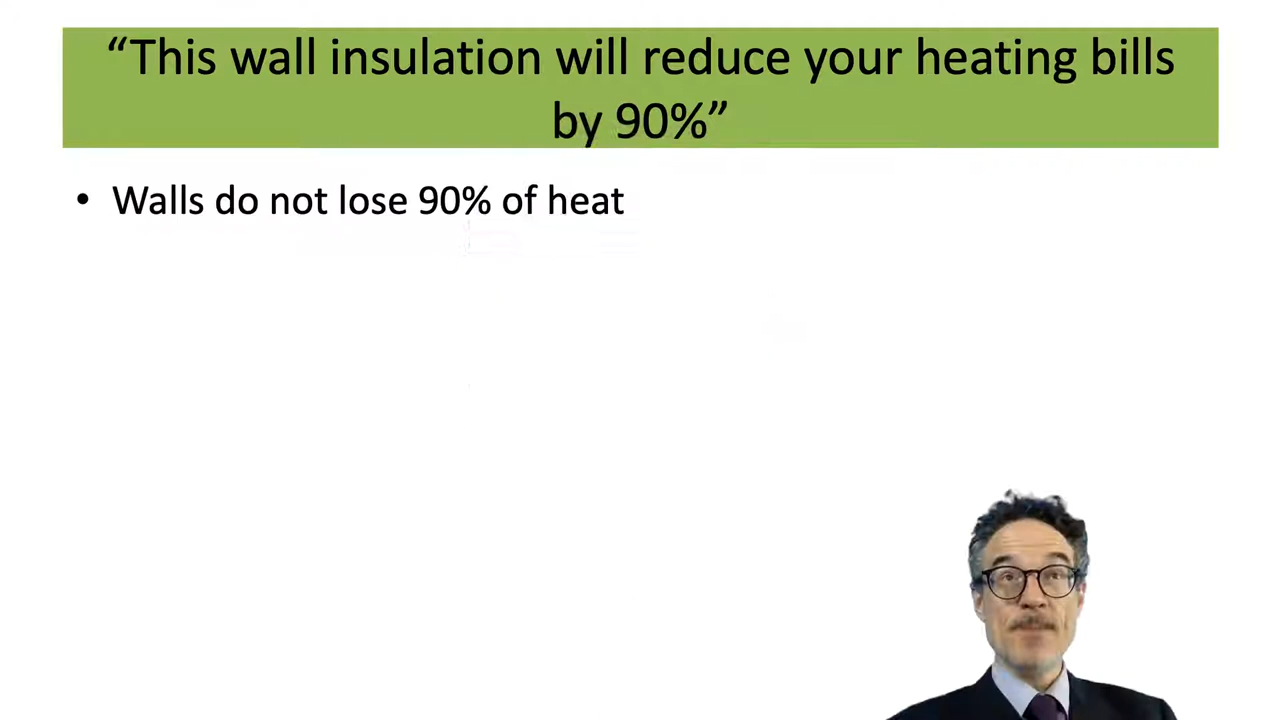 “This wall insulation will reduce your heating bills
by 90%”
• Walls do not lose 90% of heat